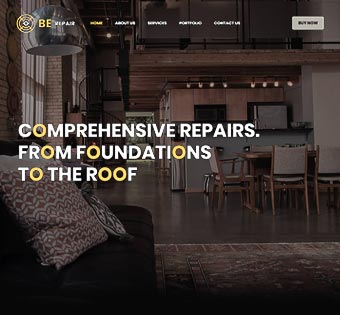 BE REPAIR
HOME ABOUT US SERVICES PORTFOLIO CONTACT US
BUY NOW
COMPREHENSIVE REPAIRS.
FROM FOUNDATIONS
TO THE ROOF